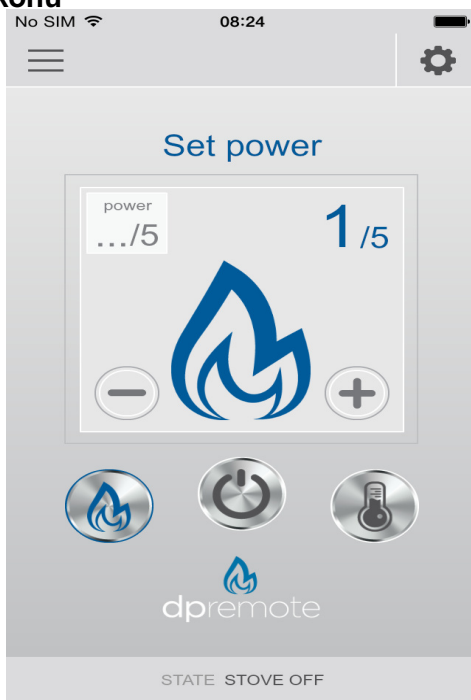 No SIM 08:24
Set power
power
.../5
1/5
dpremote
STATE STOVE OFF